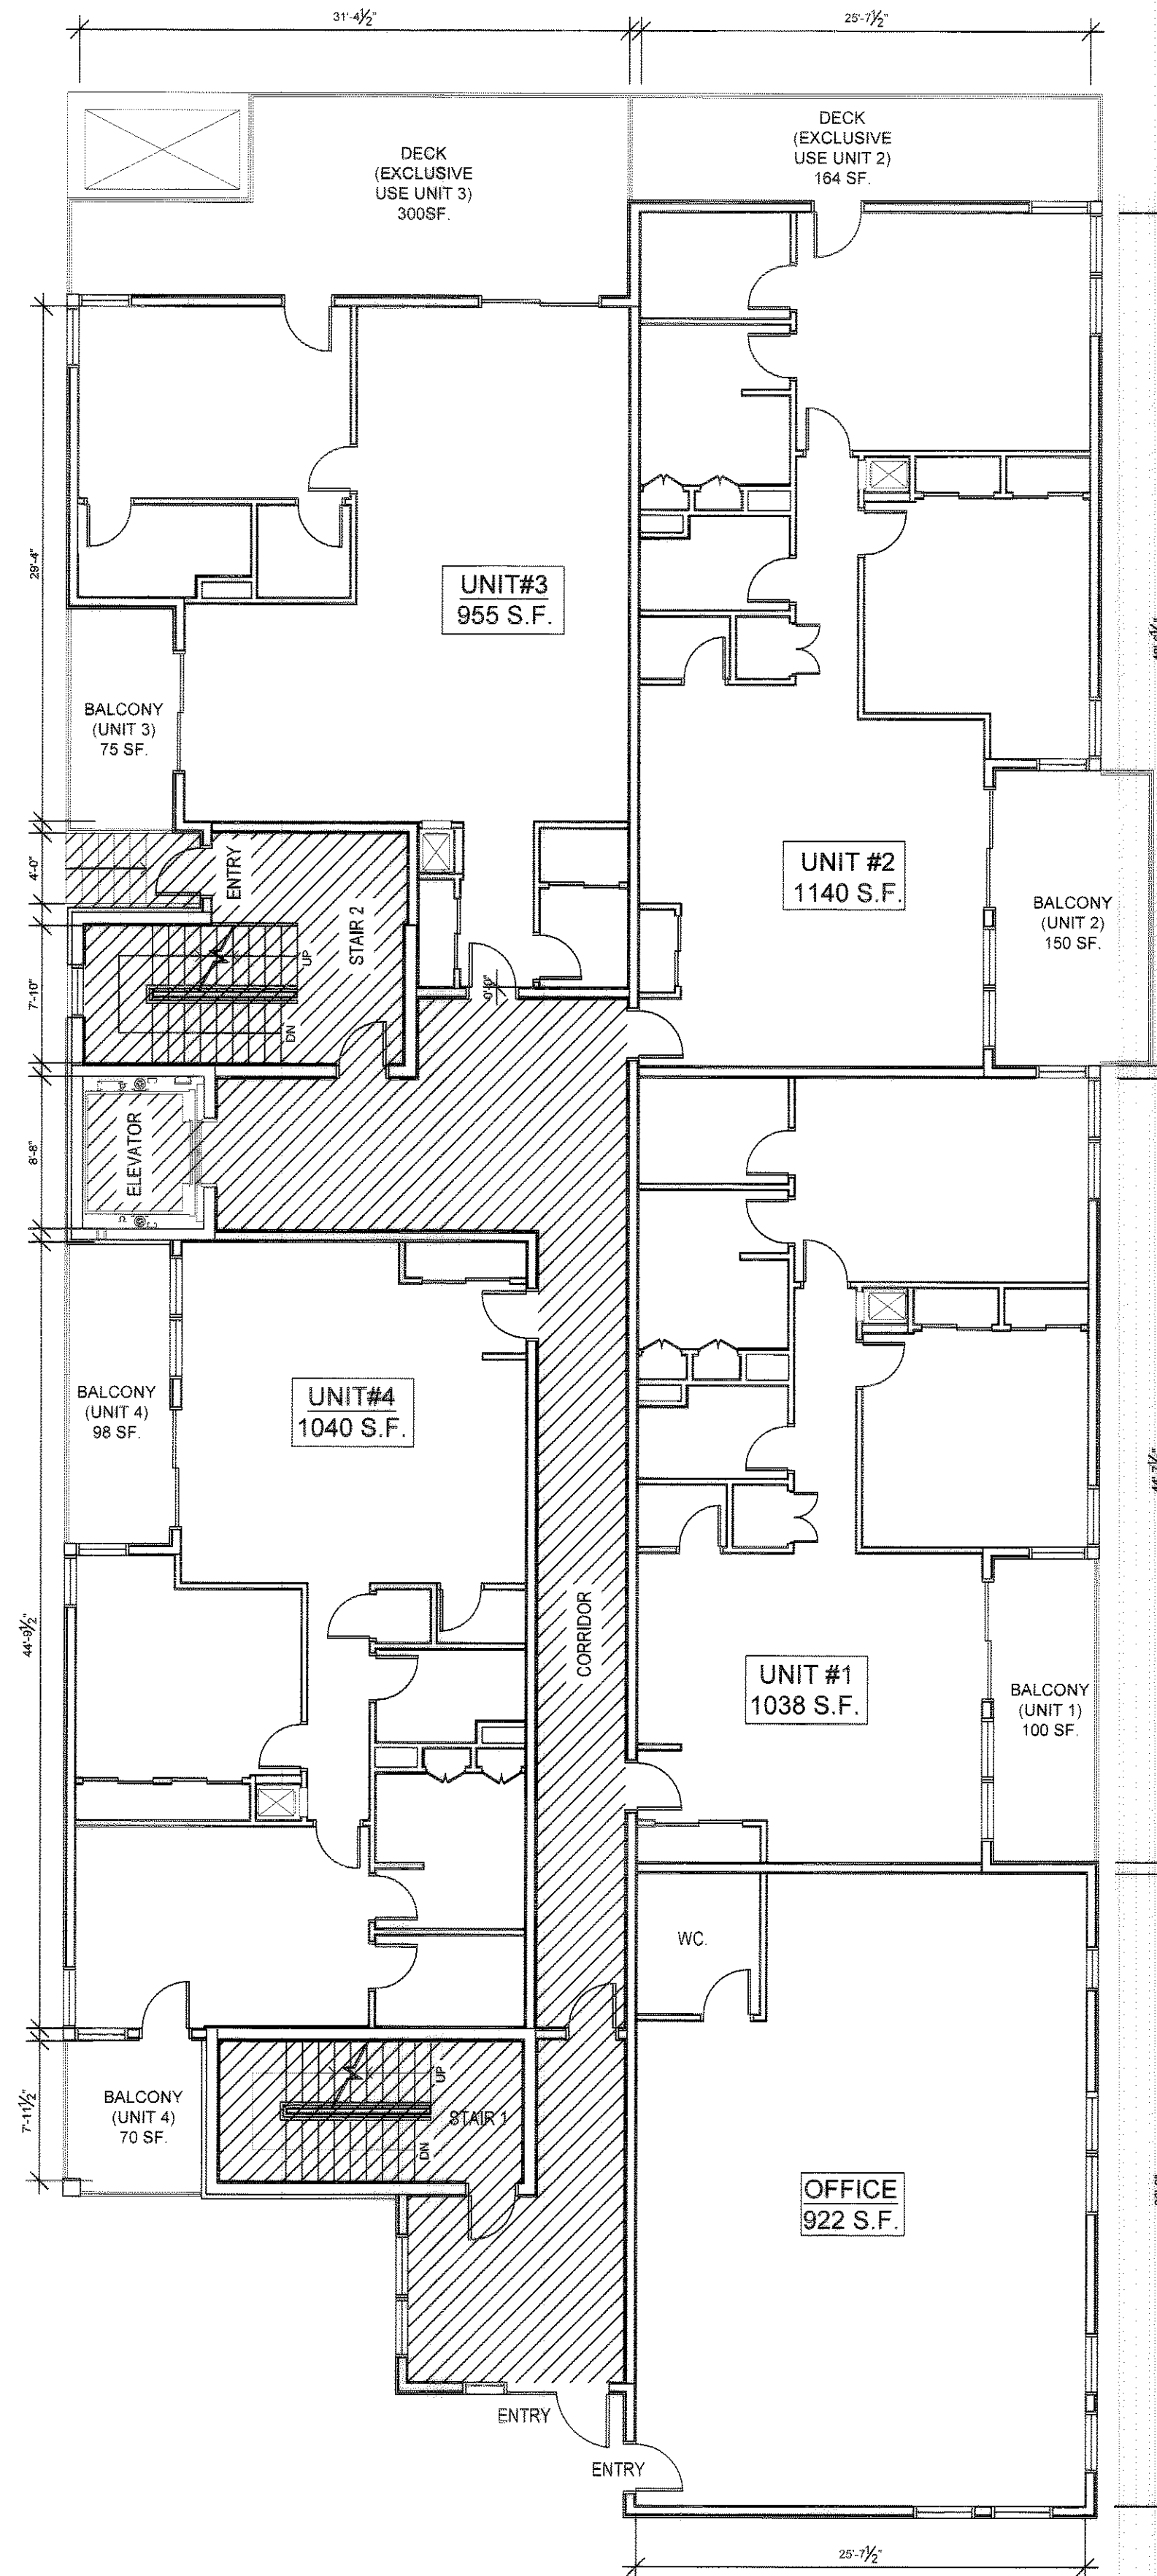 31'-4½"
25'-7½"
DECK
(EXCLUSIVE
USE UNIT 3)
300SF.
DECK
(EXCLUSIVE
USE UNIT 2)
164 SF.
29'-4"
UNIT#3
955 S.F.
BALCONY
(UNIT 3)
75 SF.
4'-0"
ENTRY
STAIR 2
UP
DN
7'-10"
UNIT #2
1140 S.F.
BALCONY
(UNIT 2)
150 SF.
8'-8"
ELEVATOR
BALCONY
(UNIT 4)
98 SF.
UNIT#4
1040 S.F.
44'-9½"
CORRIDOR
UNIT #1
1038 S.F.
BALCONY
(UNIT 1)
100 SF.
WC.
7'-11½"
BALCONY
(UNIT 4)
70 SF.
UP
STAIR 1
DN
OFFICE
922 S.F.
ENTRY
ENTRY
25'-7½"